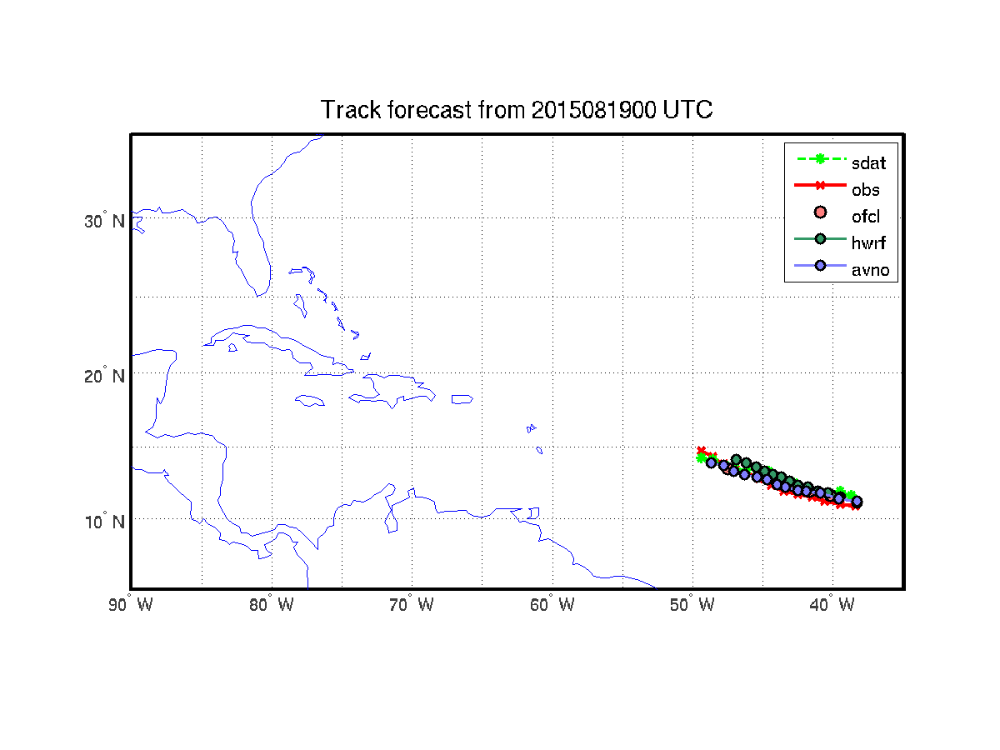 Track forecast from 2015081900 UTC
sdat
obs
ofcl
hwrf
avno
30° N
20° N
10° N
90° W 80° W 70° W 60° W 50° W 40° W